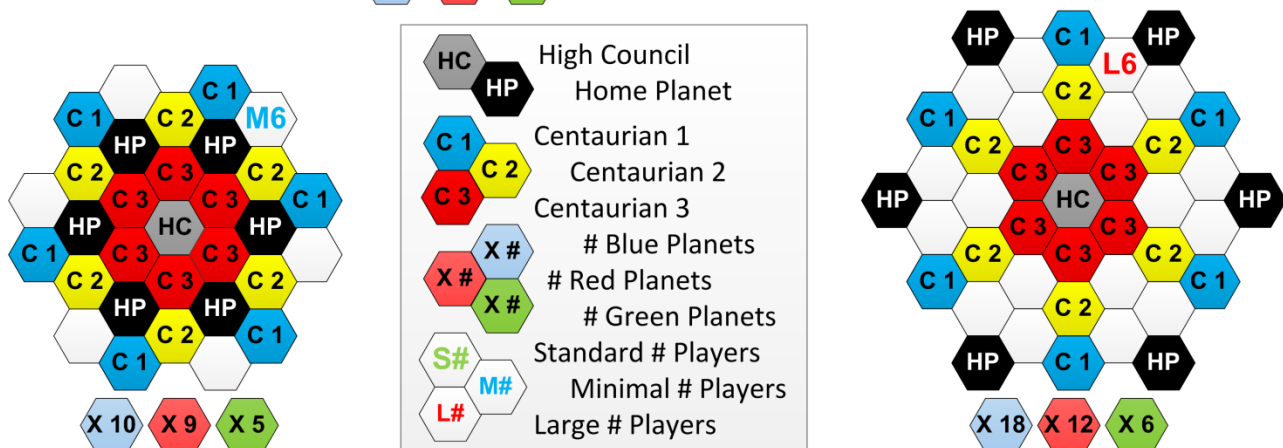 C 1
C 1 C 2 M6
HP HP
C 2 C 3 C 2
C 3 C 3 C 1
HP HC HP
C 1 C 3 C 3
C 2 C 3 C 2
HP HP
C 2 C 1
C 1
X 10 X 9 X 5
HC High Council
HP Home Planet
C 1 Centaurian 1
C 2 Centaurian 2
C 3 Centaurian 3
X # # Blue Planets
X # # Red Planets
X # # Green Planets
S# Standard # Players
M# Minimal # Players
L# Large # Players
HP C 1 HP
L6
C 2
C 1 C 1
C 2 C 3 C 2
C 3 C 3
HP HC HP
C 3 C 3
C 2 C 3 C 2
C 1 C 1
C 2
HP C 1 HP
X 18 X 12 X 6